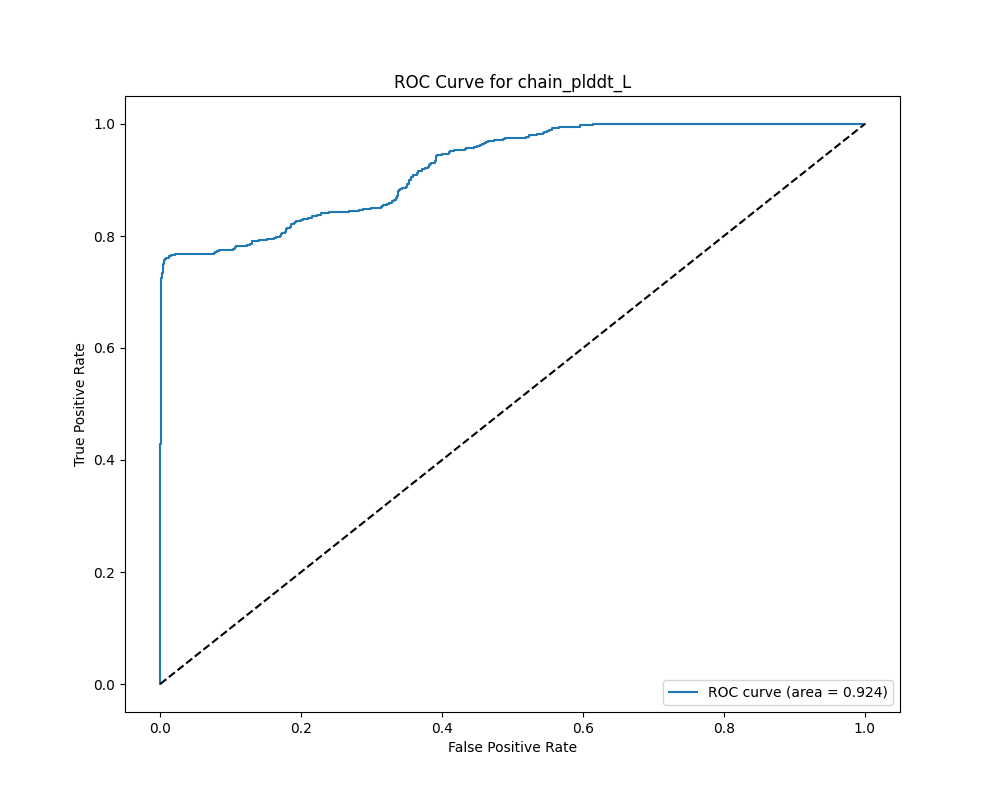 ROC Curve for chain_plddt_L
1.0
0.8
0.6
0.4
0.2
0.0
True Positive Rate
ROC curve (area = 0.924)
0.0 0.2 0.4 0.6 0.8 1.0
False Positive Rate